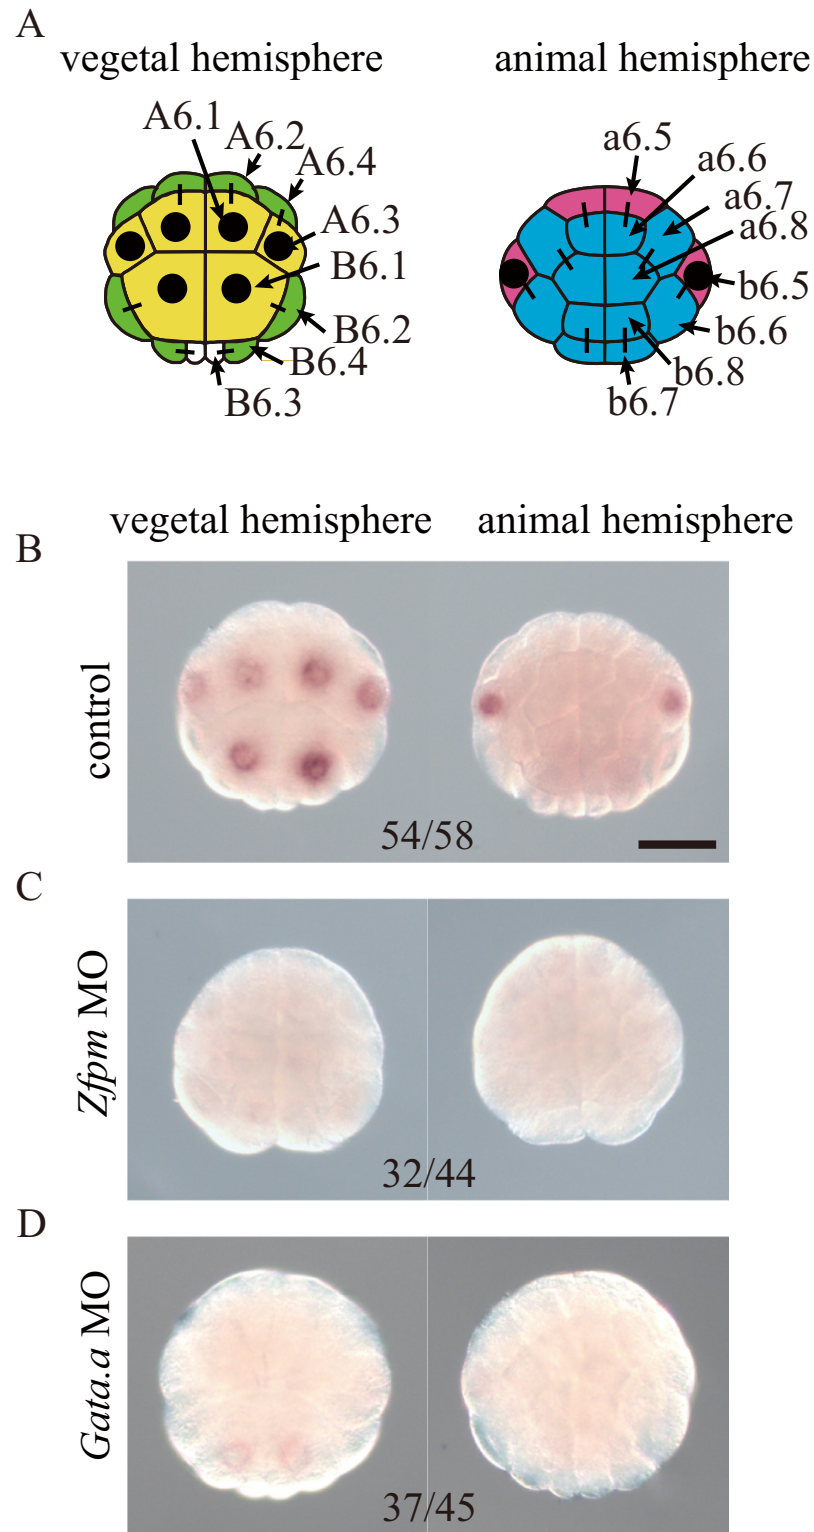 A
vegetal hemisphere
animal hemisphere
A6.1
A6.2
A6.4
A6.3
B6.1
B6.2
B6.4
B6.3
a6.5
a6.6
a6.7
a6.8
b6.5
b6.6
b6.8
b6.7
vegetal hemisphere
animal hemisphere
B
control
54/58
C
Zfpm MO
32/44
D
Gata.a MO
37/45